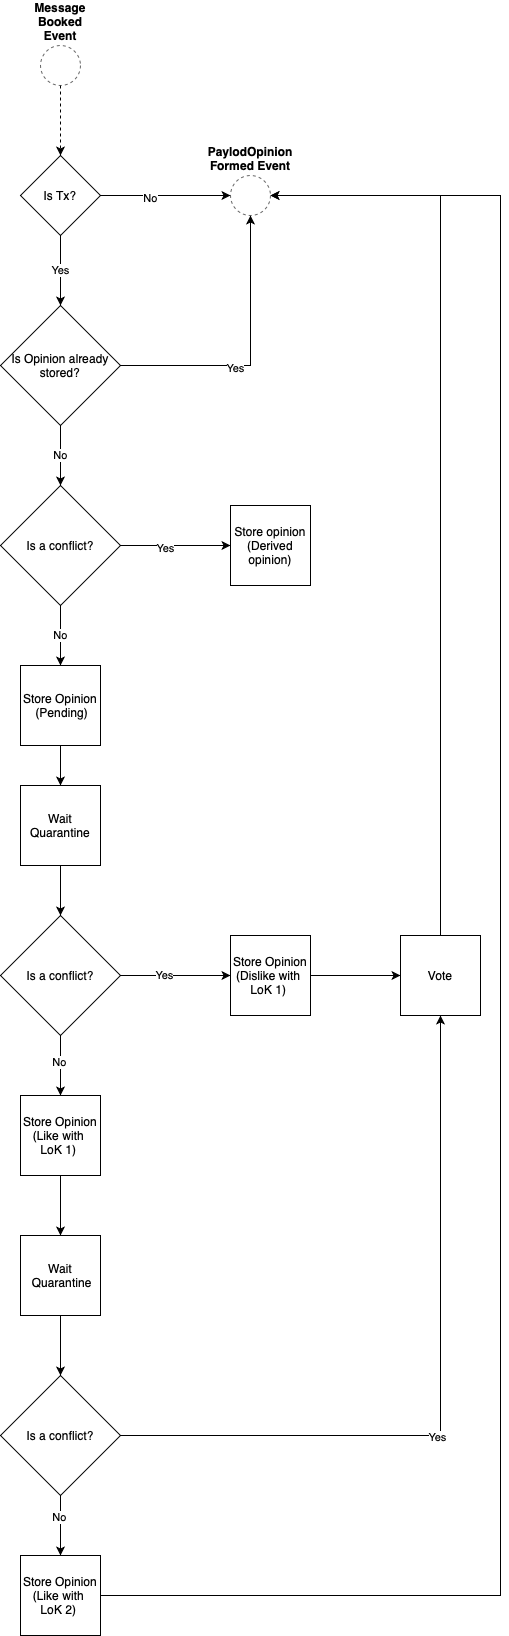 Message
Booked
Event
PaylodOpinion
Formed Event
Is Tx?
No
Yes
Is Opinion already
stored?
Yes
No
Is a conflict?
Yes
Store opinion
(Derived
opinion)
No
Store Opinion
(Pending)
Wait
Quarantine
Is a conflict?
Yes
Store Opinion
(Dislike with
LoK 1)
Vote
No
Store Opinion
(Like with
LoK 1)
Wait
Quarantine
Is a conflict?
Yes
No
Store Opinion
(Like with
LoK 2)